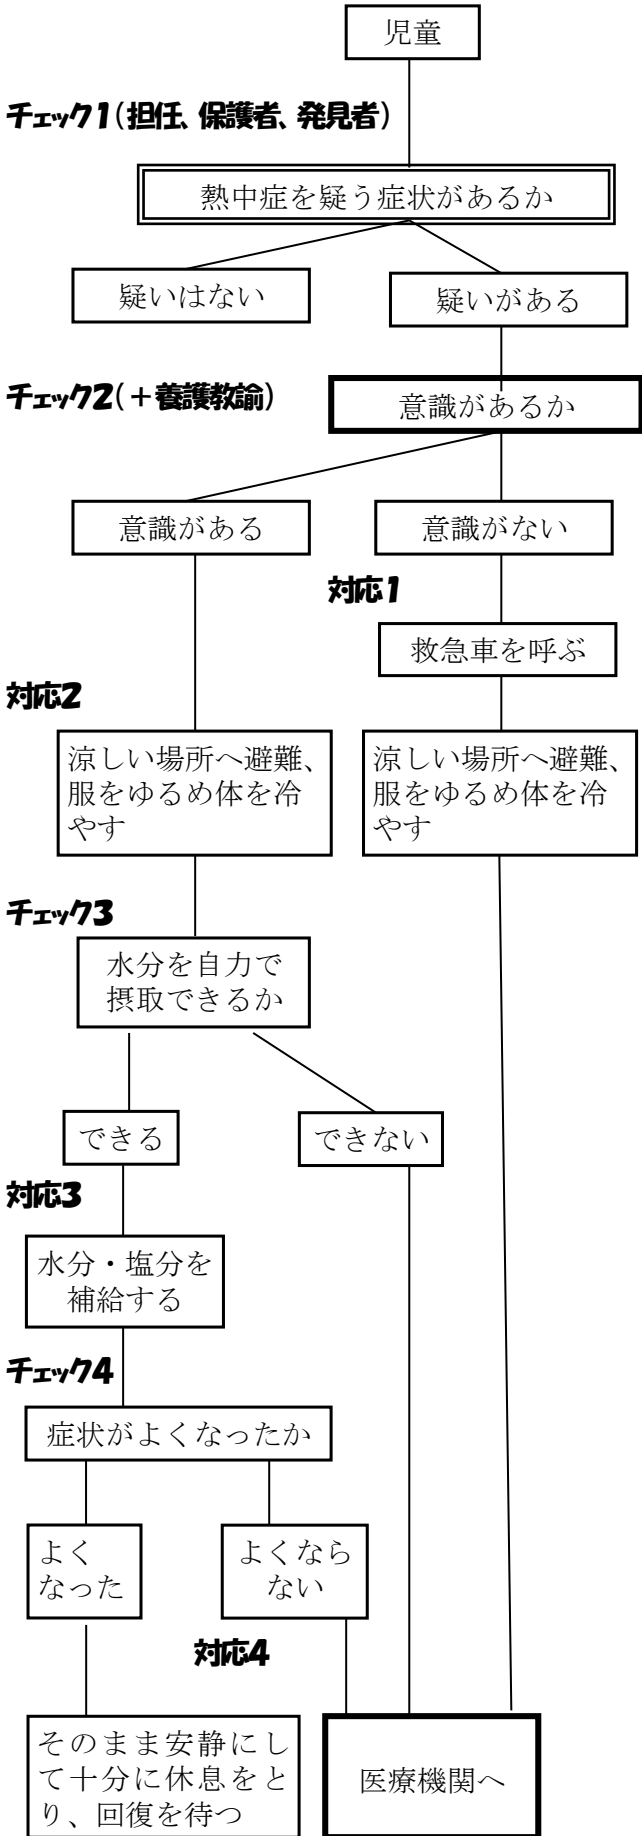 児童
チェック1(担任、保護者、発見者)
熱中症を疑う症状があるか
疑いはない
疑いがある
チェック2(＋養護教諭)
意識があるか
意識がある
意識がない
対応1
救急車を呼ぶ
対応2
涼しい場所へ避難、
服をゆるめ体を冷
やす
涼しい場所へ避難、
服をゆるめ体を冷
やす
チェック3
水分を自力で
摂取できるか
できる
できない
対応3
水分・塩分を
補給する
チェック4
症状がよくなったか
よく
なった
よくなら
ない
対応4
そのまま安静にし
て十分に休息をと
り、回復を待つ
医療機関へ